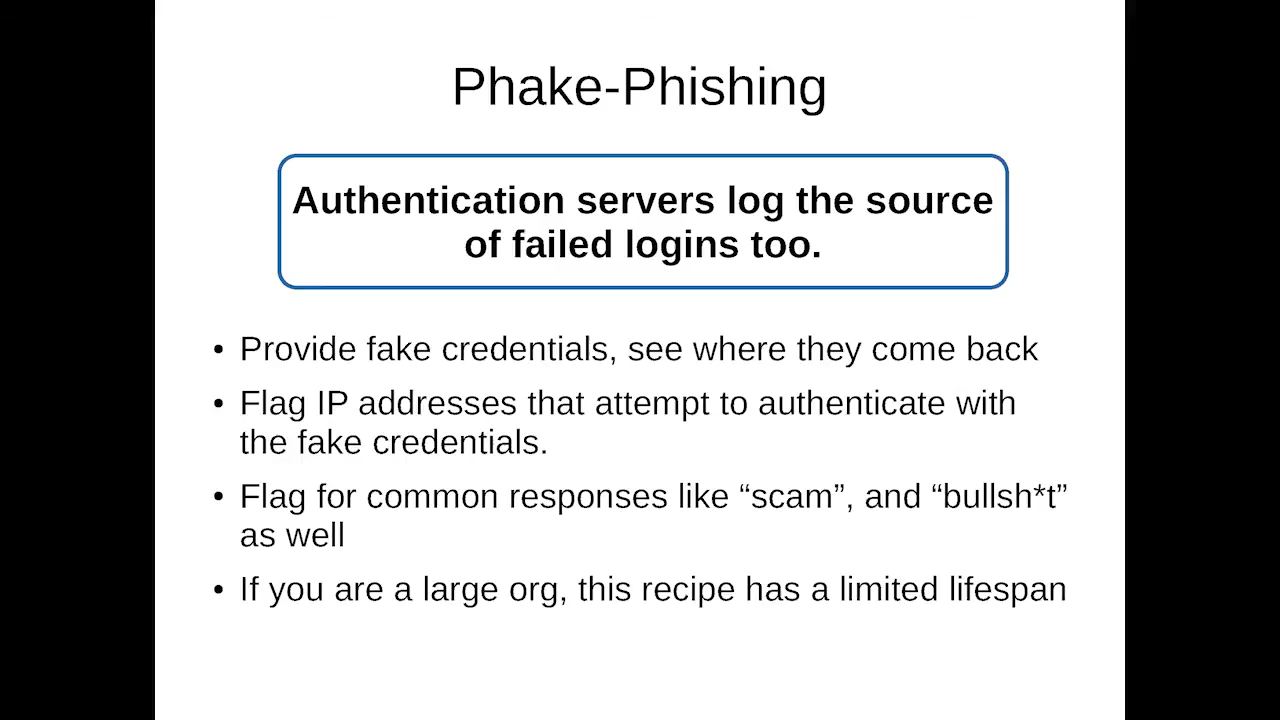 Phake-Phishing
Authentication servers log the source
of failed logins too.
• Provide fake credentials, see where they come back
• Flag IP addresses that attempt to authenticate with
the fake credentials.
• Flag for common responses like “scam”, and “bullsh*t”
as well
• If you are a large org, this recipe has a limited lifespan